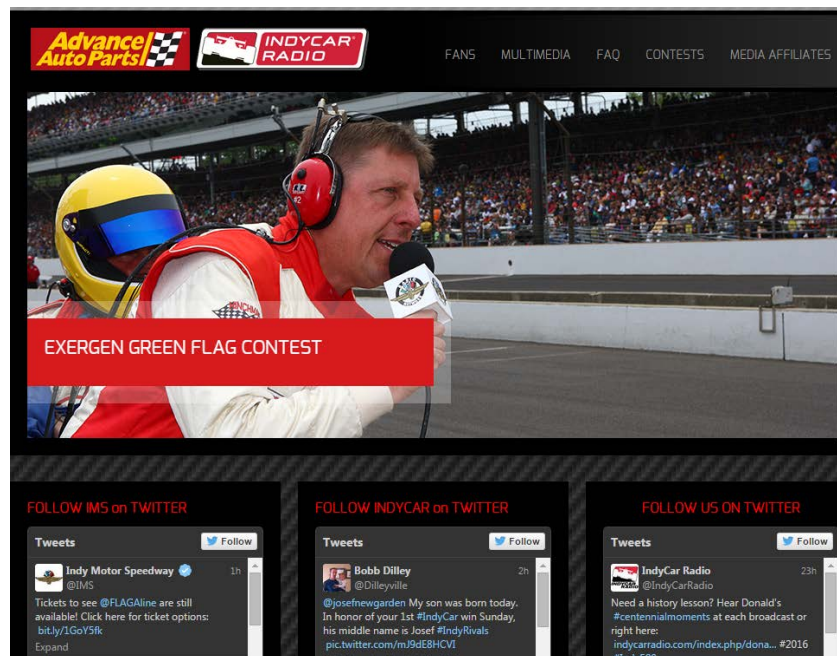 Advance
Auto Parts
INDYCAR
RADIO
FANS
MULTIMEDIA
FAQ
CONTESTS
MEDIA AFFILIATES
#2
EXERGEN GREEN FLAG CONTEST
FOLLOW IMS on TWITTER
Tweets
Follow
Indy Motor Speedway
1h
@IMS
Tickets to see @FLAGAline are still
available! Click here for ticket options:
bit.ly/1GoY5fk
Expand
FOLLOW INDYCAR on TWITTER
Tweets
Follow
Bobb Dilley
2h
@Dilleyville
@josefnewgarden My son was born today.
In honor of your 1st #IndyCar win Sunday,
his middle name is Josef #IndyRivals
pic.twitter.com/mJ9dE8HCVI
FOLLOW US ON TWITTER
Tweets
Follow
IndyCar Radio
23h
@IndyCarRadio
Need a history lesson? Hear Donald's
#centennialmoments at each broadcast or
right here:
indycarradio.com/index.php/dona... #2016